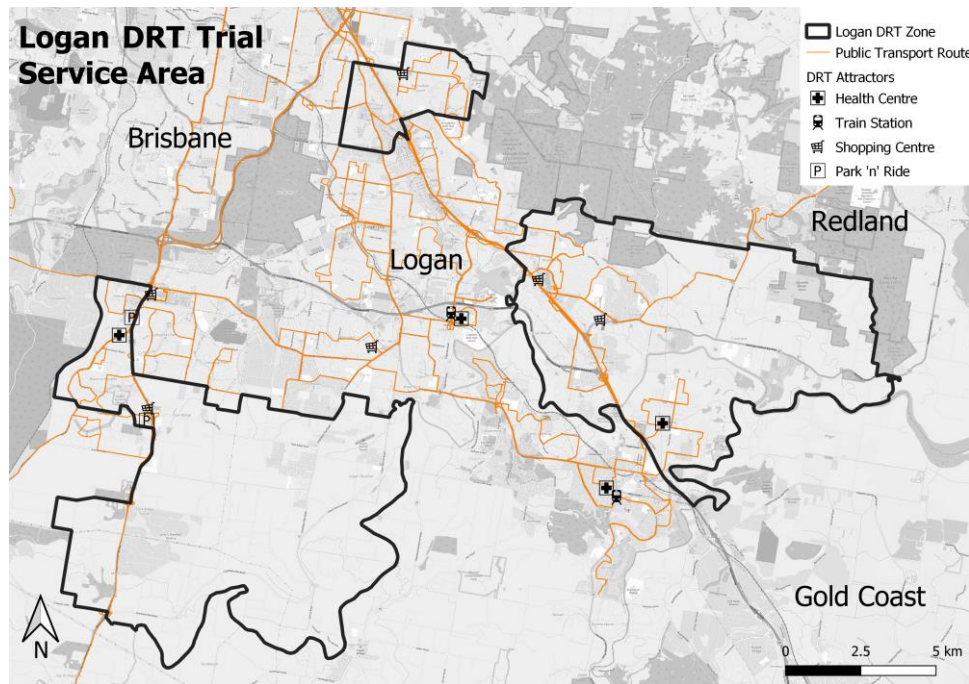 Logan DRT Trial
Service Area
Logan DRT Zone
Public Transport Route
DRT Attractors
Health Centre
Train Station
Shopping Centre
Park 'n' Ride
P
Brisbane
Redland
Logan
P
P
Gold Coast
N
0 2.5 5 km